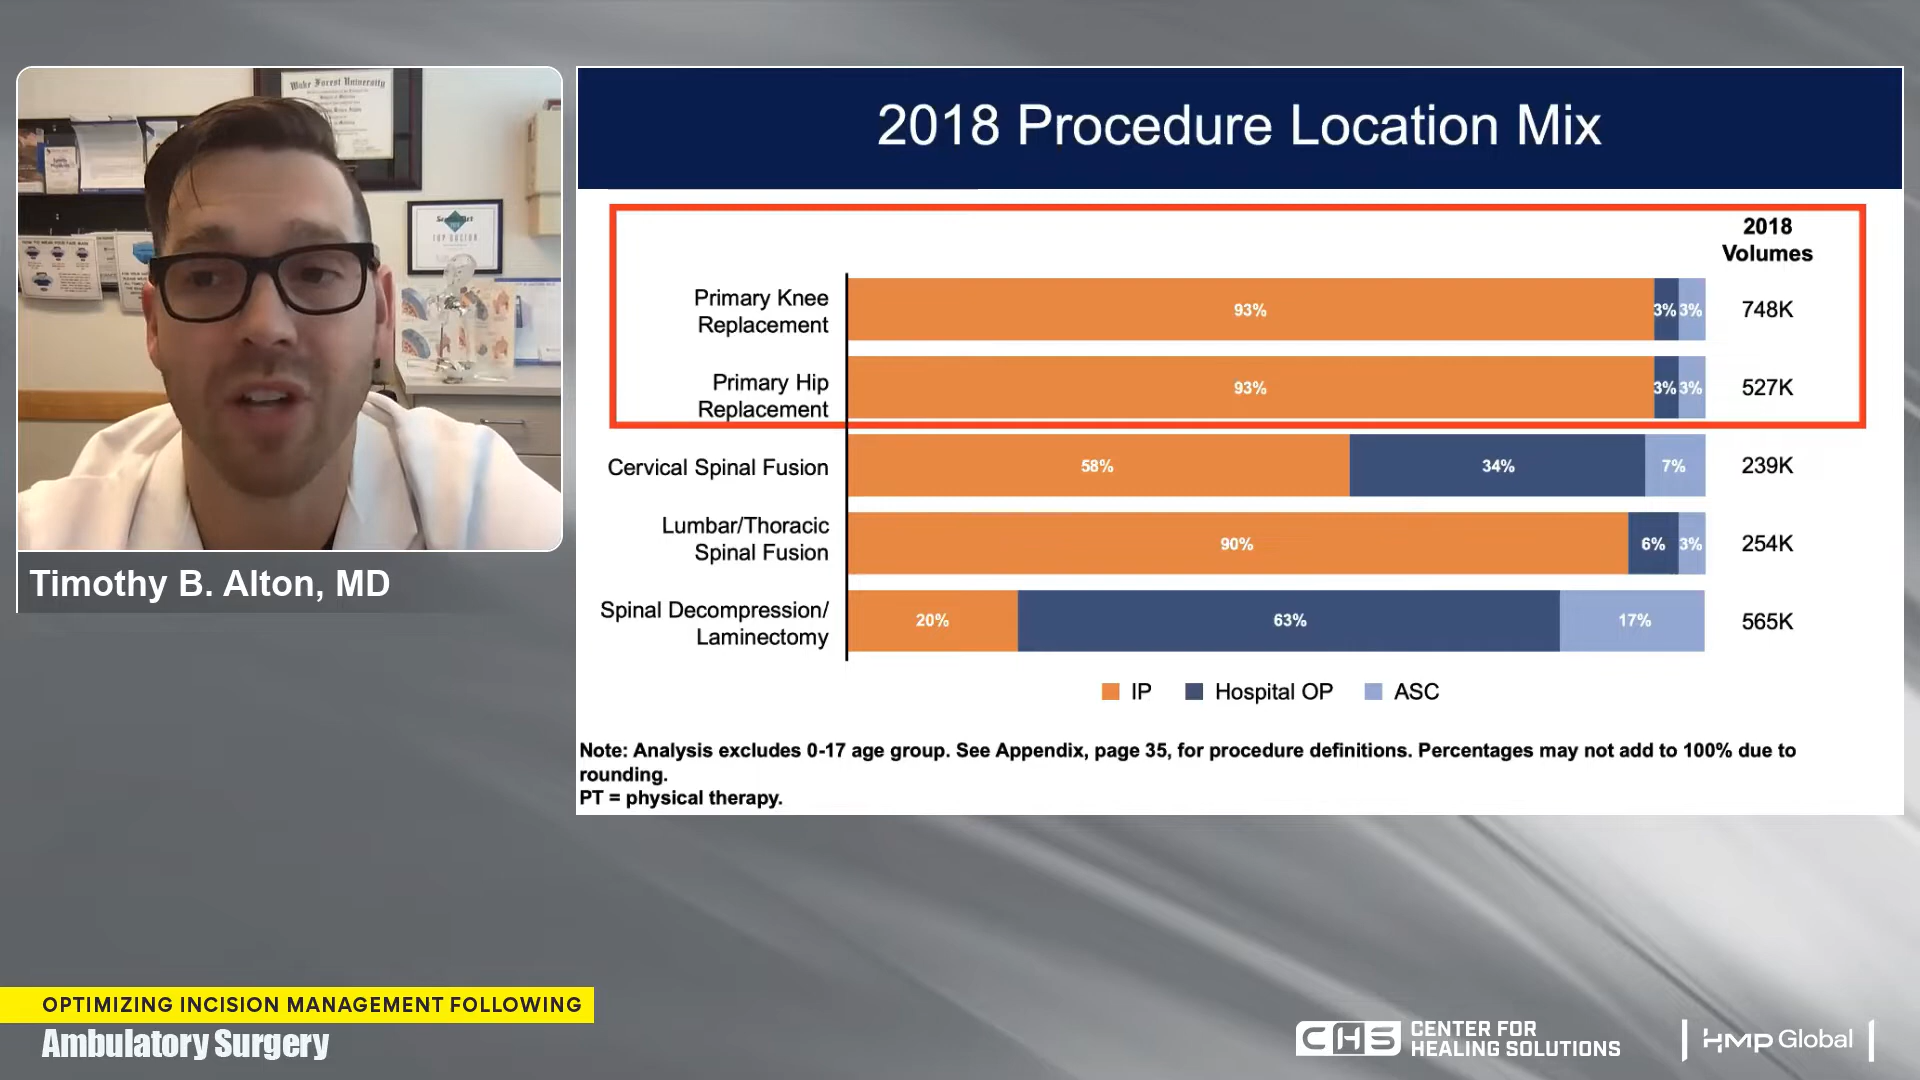 Wake Forest University
TOP DOCTOR
Timothy B. Alton, MD
2018 Procedure Location Mix
2018
Volumes
Primary Knee
Replacement
93%
3%
3%
748K
Primary Hip
Replacement
93%
3%
3%
527K
Cervical Spinal Fusion
58%
34%
7%
239K
Lumbar/Thoracic
Spinal Fusion
90%
6%
3%
254K
Spinal Decompression/
Laminectomy
20%
63%
17%
565K
IP
Hospital OP
ASC
Note: Analysis excludes 0-17 age group. See Appendix, page 35, for procedure definitions. Percentages may not add to 100% due to
rounding.
PT = physical therapy.
OPTIMIZING INCISION MANAGEMENT FOLLOWING
Ambulatory Surgery
CHS
CENTER FOR
HEALING SOLUTIONS
HMP Global